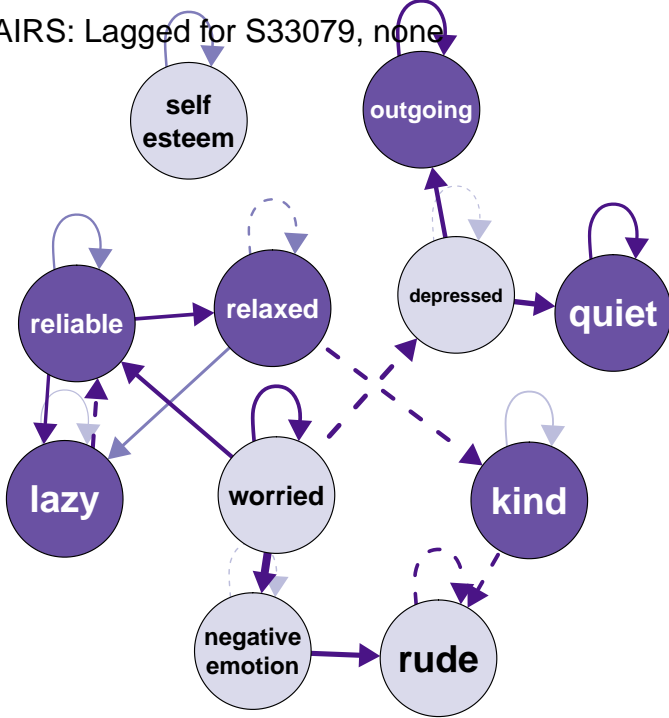 AIRS: Lagged for S33079, none
self
esteem
outgoing
reliable
relaxed
depressed
quiet
lazy
worried
kind
negative
emotion
rude